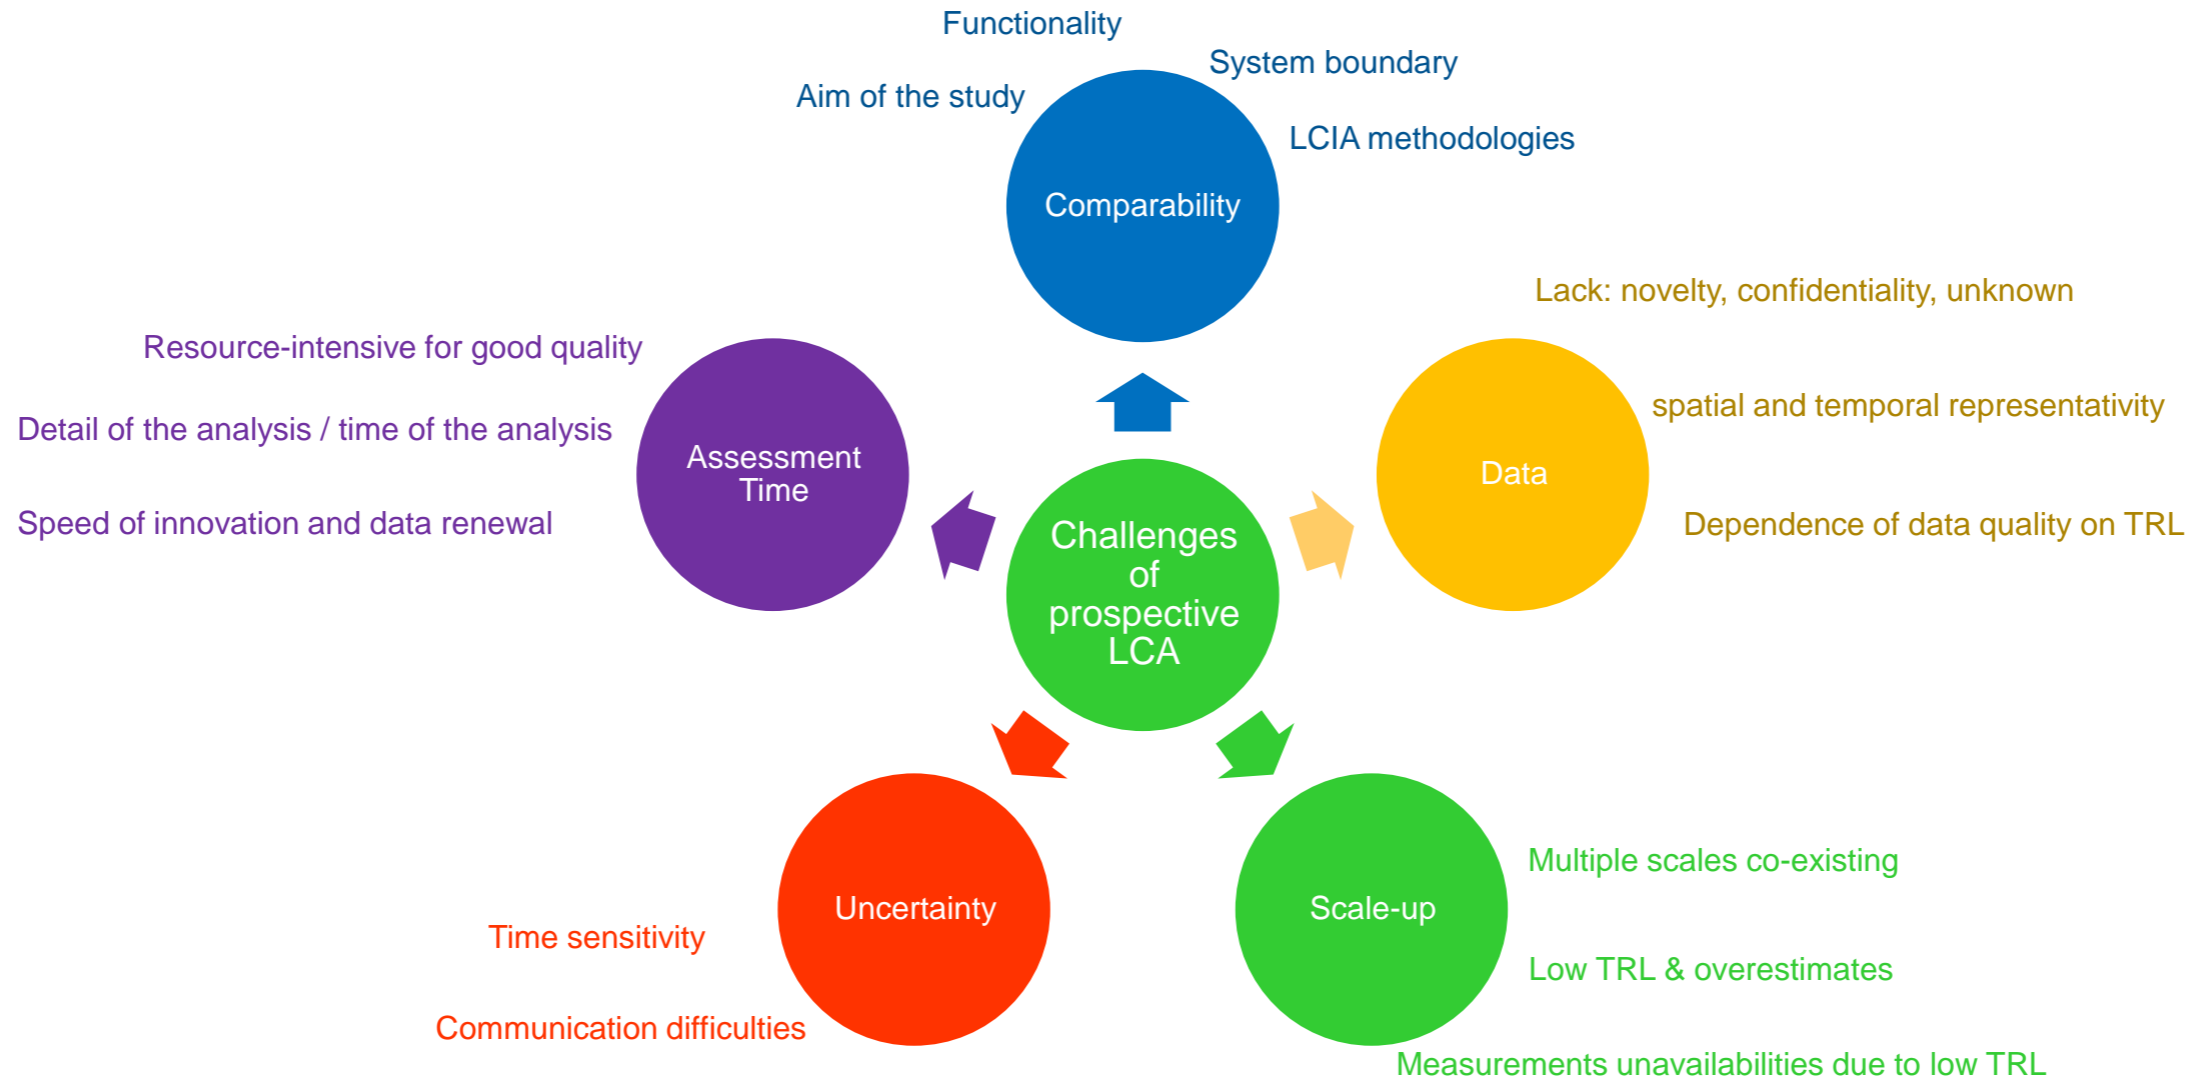 Functionality
System boundary
Aim of the study
LCIA methodologies
Comparability
Lack: novelty, confidentiality, unknown
spatial and temporal representativity
Data
Dependence of data quality on TRL
Resource-intensive for good quality
Detail of the analysis / time of the analysis
Speed of innovation and data renewal
Assessment
Time
Challenges
of
prospective
LCA
Uncertainty
Time sensitivity
Communication difficulties
Scale-up
Multiple scales co-existing
Low TRL & overestimates
Measurements unavailabilities due to low TRL